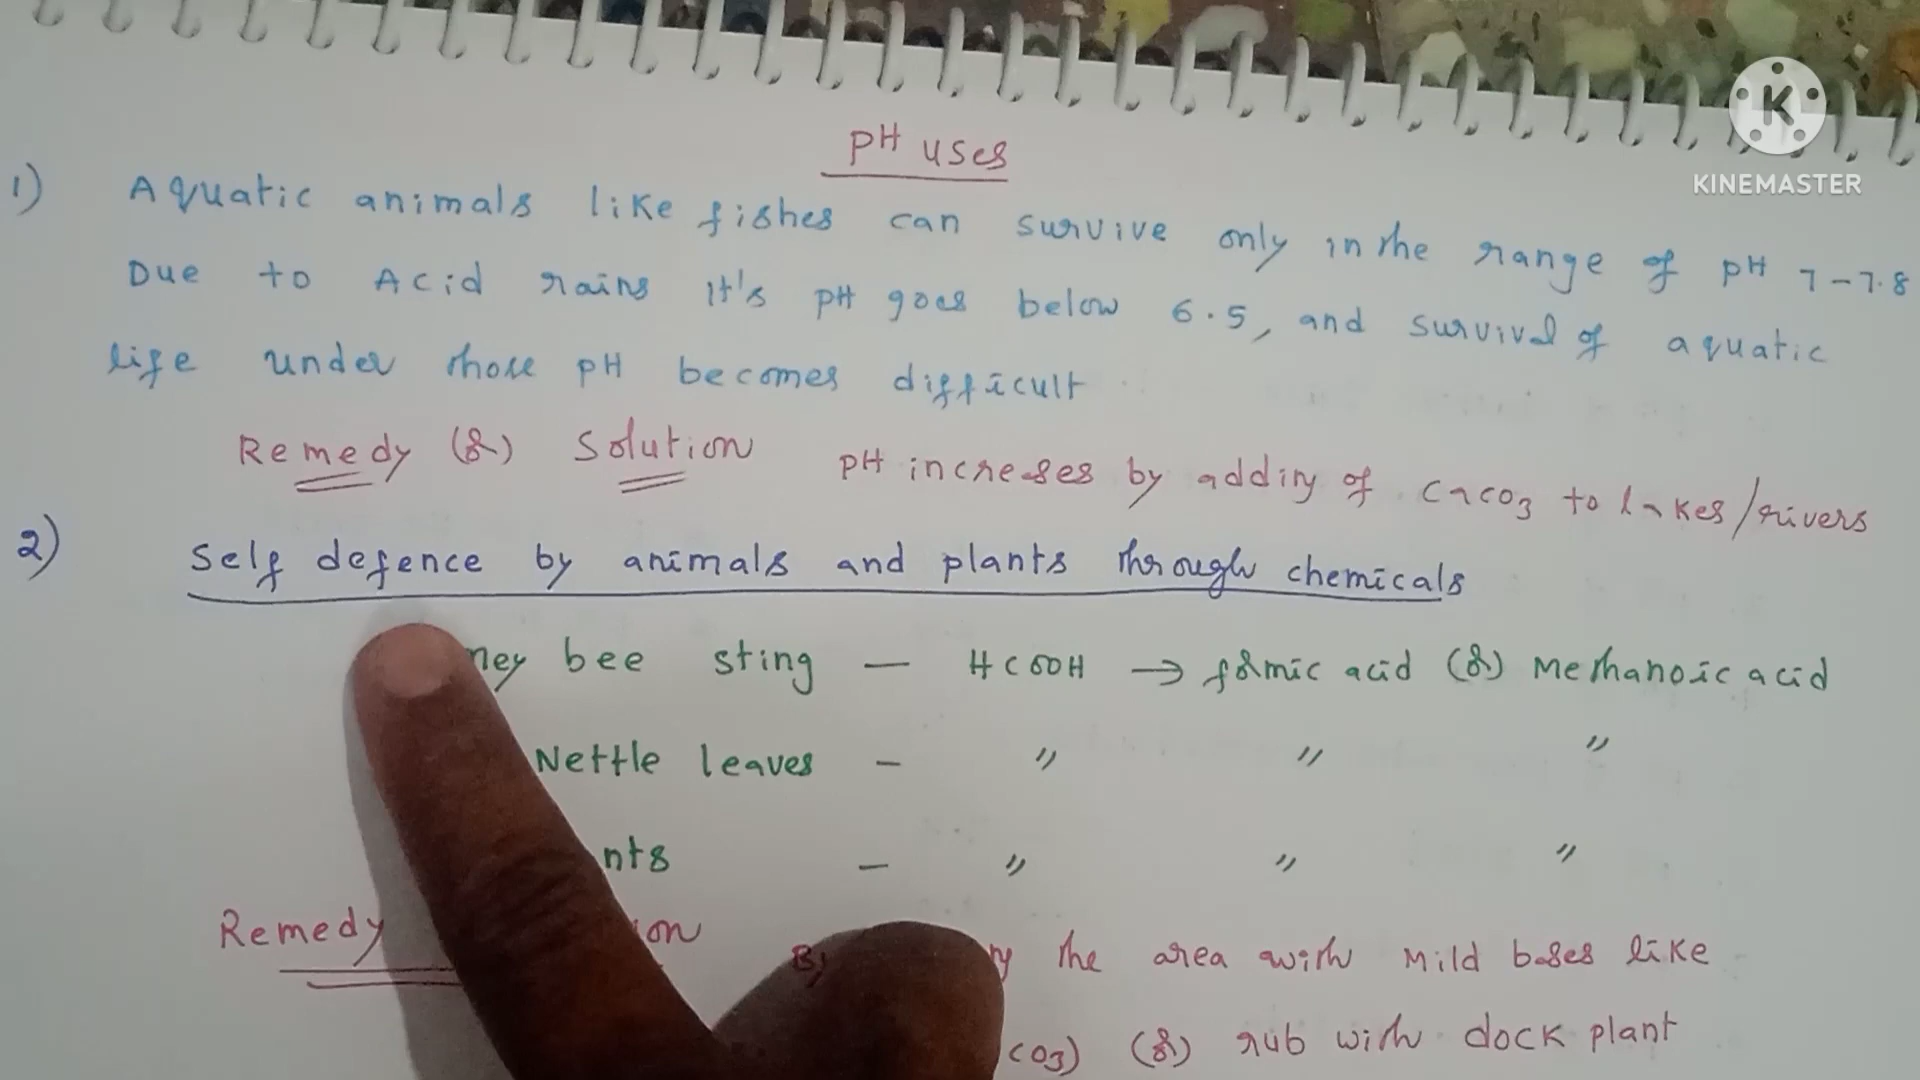 KINEMASTER
pH uses
1) Aquatic animals like fishes can survive only in the range of pH 7-7.8
Due to Acid rains it's pH goes below 6.5, and survival of aquatic
life under those pH becomes difficult
Remedy (or) Solution pH increses by adding of CaCO3 to lakes/rivers
2) Self defence by animals and plants through chemicals
ney bee sting — HCOOH → formic acid (or) Methanoic acid
Nettle leaves - " " "
nts - " " "
Remedy ion By the area with Mild bases like
CO3) (or) rub with dock plant